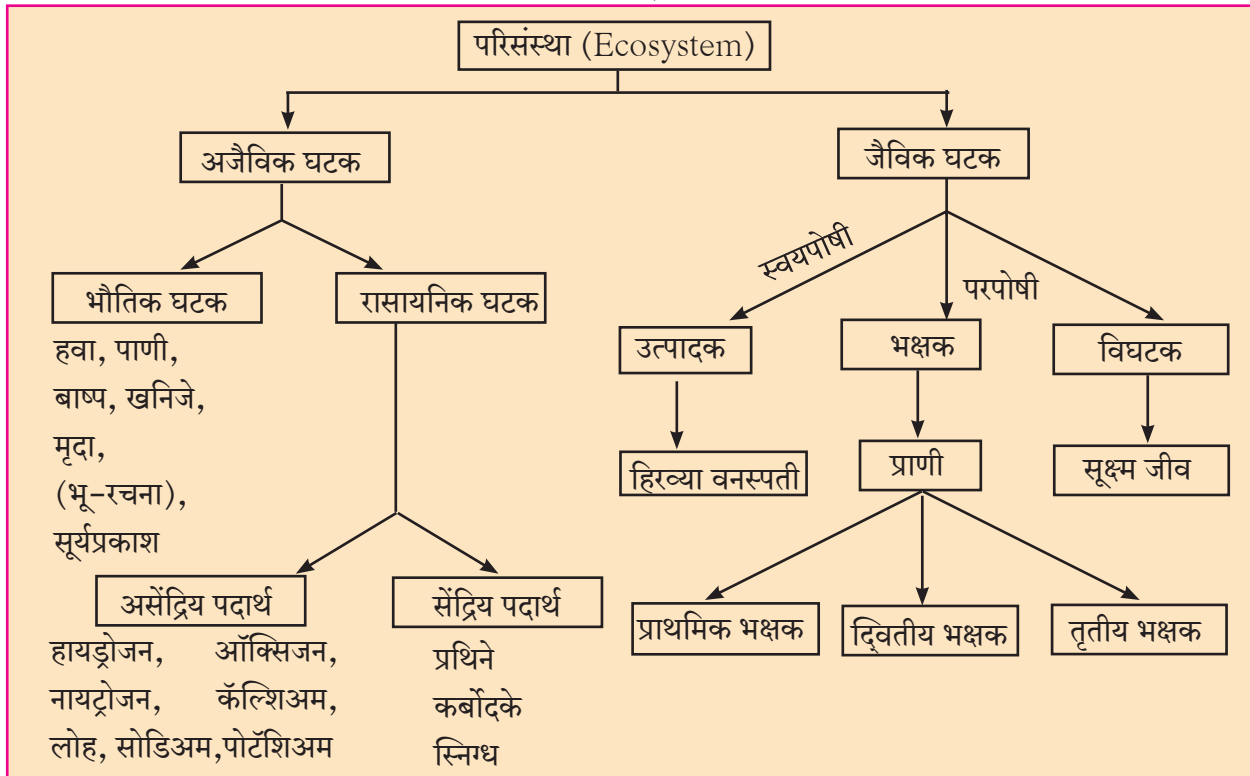 परिसंस्था (Ecosystem)
अजैविक घटक
जैविक घटक
स्वयपोषी
परपोषी
भौतिक घटक
रासायनिक घटक
उत्पादक
भक्षक
विघटक
हवा, पाणी,
बाष्प, खनिजे,
मृदा,
(भू-रचना),
सूर्यप्रकाश
हिरव्या वनस्पती
प्राणी
सूक्ष्म जीव
असेंद्रिय पदार्थ
सेंद्रिय पदार्थ
प्राथमिक भक्षक
द्वितीय भक्षक
तृतीय भक्षक
हायड्रोजन, ऑक्सिजन,
नायट्रोजन, कॅल्शिअम,
लोह, सोडिअम,पोटॅशिअम
प्रथिने
कर्बोदके
स्निग्ध